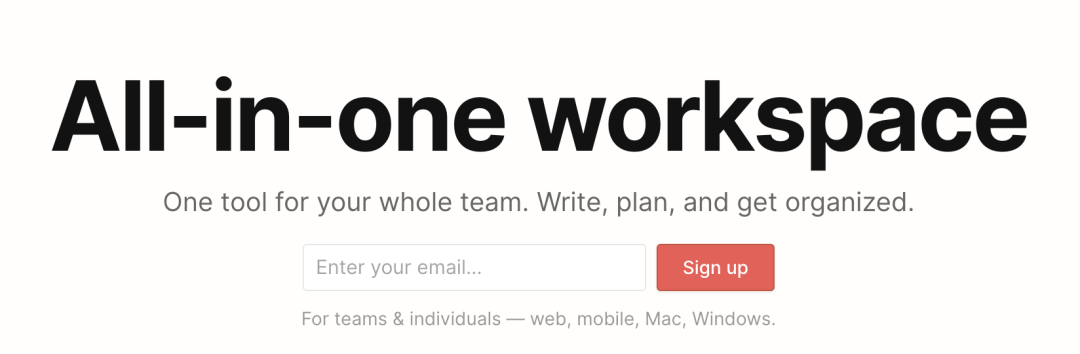 All-in-one workspace
One tool for your whole team. Write, plan, and get organized.
Enter your email... Sign up
For teams & individuals — web, mobile, Mac, Windows.